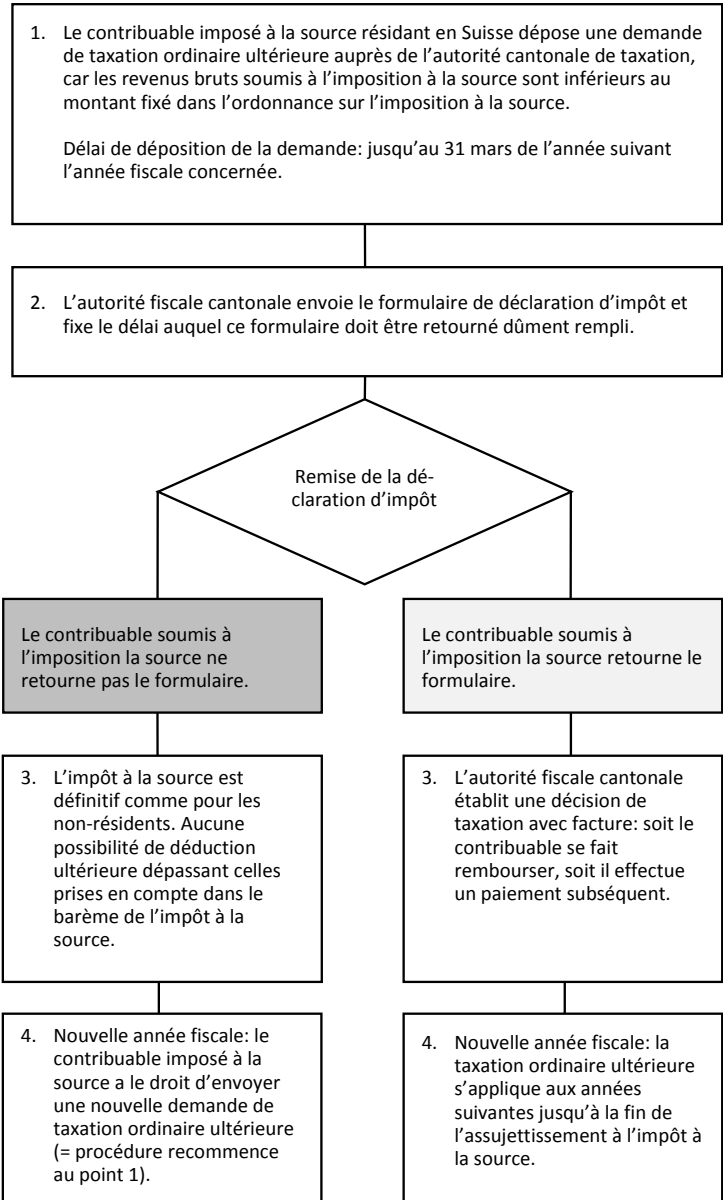 1. Le contribuable imposé à la source résidant en Suisse dépose une demande
de taxation ordinaire ultérieure auprès de l'autorité cantonale de taxation,
car les revenus bruts soumis à l'imposition à la source sont inférieurs au
montant fixé dans l'ordonnance sur l'imposition à la source.
Délai de déposition de la demande: jusqu'au 31 mars de l'année suivant
l'année fiscale concernée.
2. L'autorité fiscale cantonale envoie le formulaire de déclaration d'impôt et
fixe le délai auquel ce formulaire doit être retourné dûment rempli.
Remise de la dé-
claration d'impôt
Le contribuable soumis à
l'imposition la source ne
retourne pas le formulaire.
3. L'impôt à la source est
définitif comme pour les
non-résidents. Aucune
possibilité de déduction
ultérieure dépassant celles
prises en compte dans le
barème de l'impôt à la
source.
4. Nouvelle année fiscale: le
contribuable imposé à la
source a le droit d'envoyer
une nouvelle demande de
taxation ordinaire ultérieure
(= procédure recommence
au point 1).
Le contribuable soumis à
l'imposition la source retourne le
formulaire.
3. L'autorité fiscale cantonale
établit une décision de
taxation avec facture: soit le
contribuable se fait
rembourser, soit il effectue
un paiement subséquent.
4. Nouvelle année fiscale: la
taxation ordinaire ultérieure
s'applique aux années
suivantes jusqu'à la fin de
l'assujettissement à l'impôt à
la source.